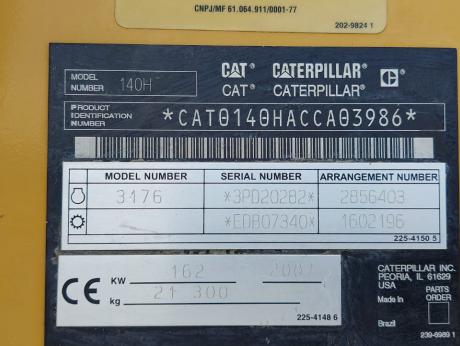 CNPJ/MF 61.064.911/0001-77
202-9824 1
MODEL NUMBER 140H
CAT® CATERPILLAR®
CAT® CATERPILLAR®
PRODUCT IDENTIFICATION NUMBER *CAT0140HACCA03986*
MODEL NUMBER SERIAL NUMBER ARRANGEMENT NUMBER
3176 *3PD20282* 2856403
*EDB07340* 1602196
225-4150 5
CE KW 162 2007
kg 21 300
225-4148 6
CATERPILLAR INC.
PEORIA, IL 61629
USA
Made In
Brazil
PARTS
ORDER
239-6989 1